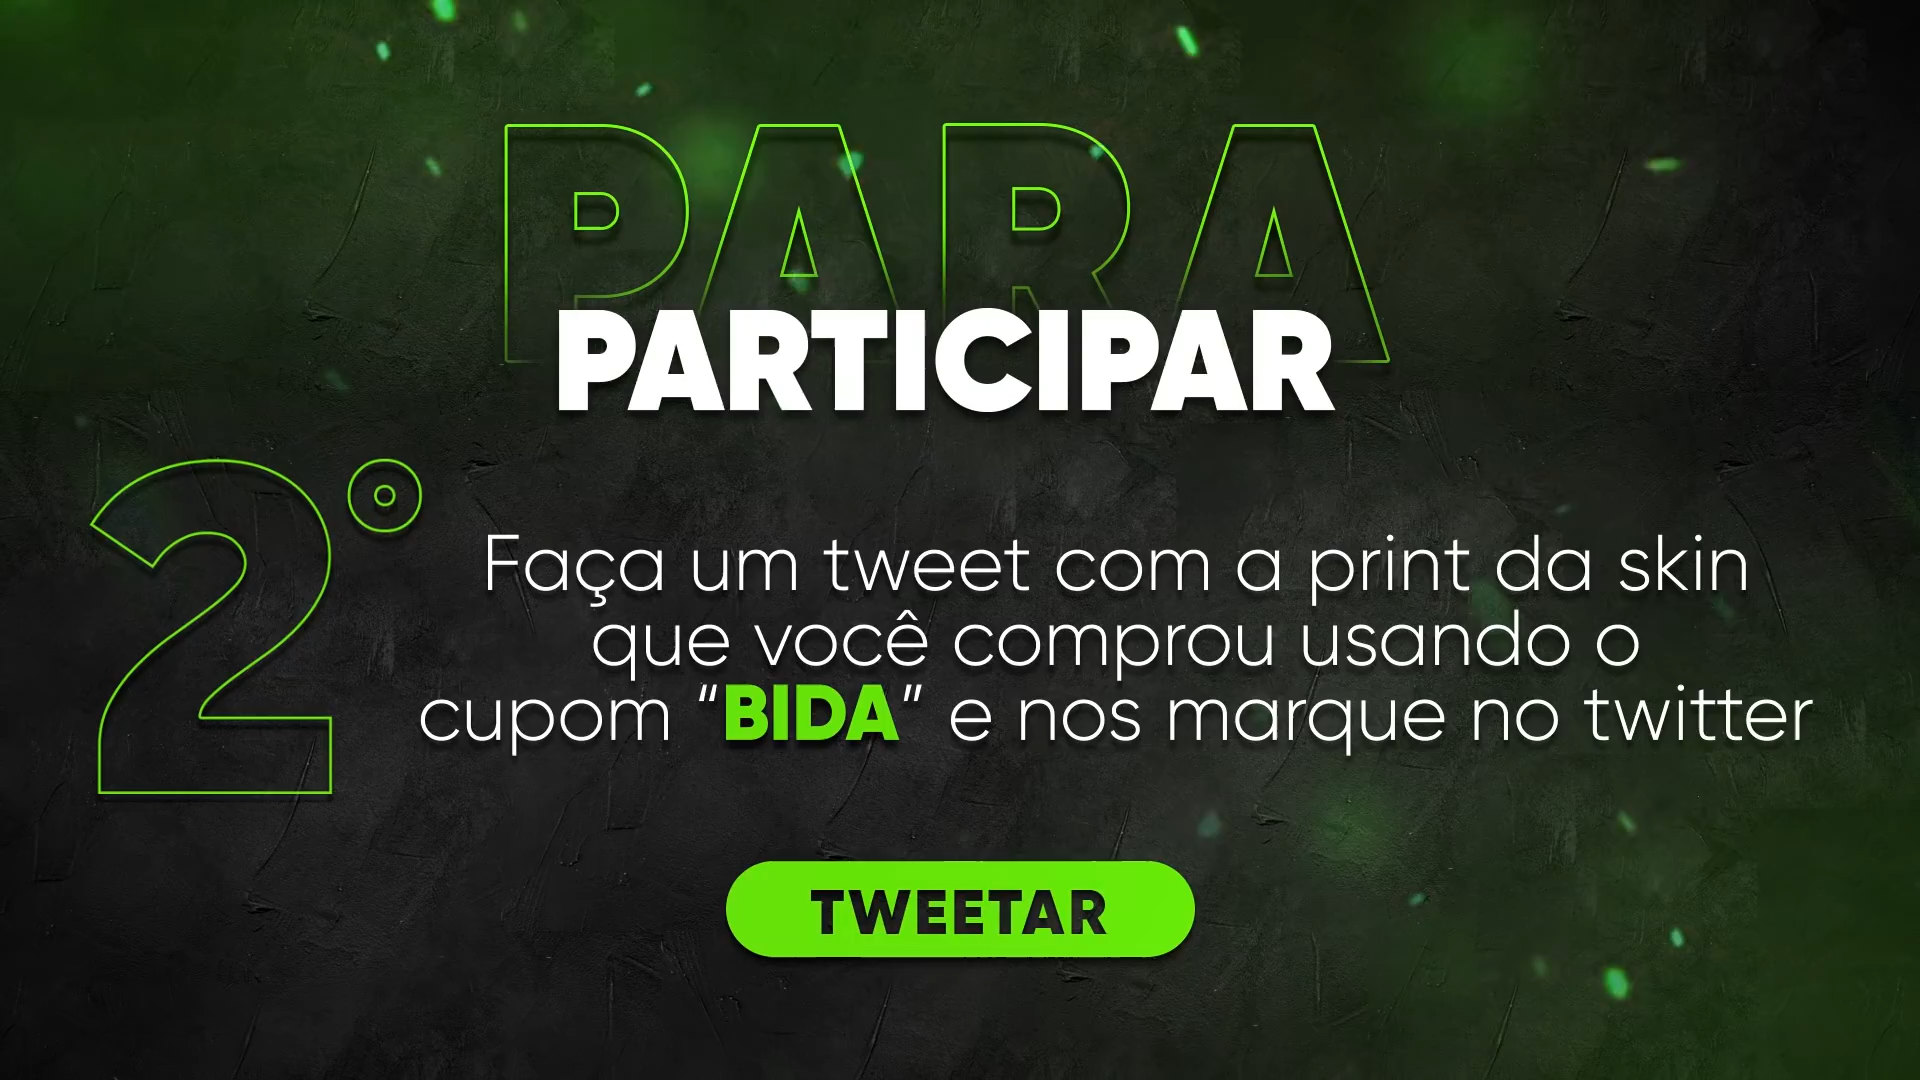 PARA
PARTICIPAR
2°
Faça um tweet com a print da skin
que você comprou usando o
cupom “BIDA” e nos marque no twitter
TWEETAR